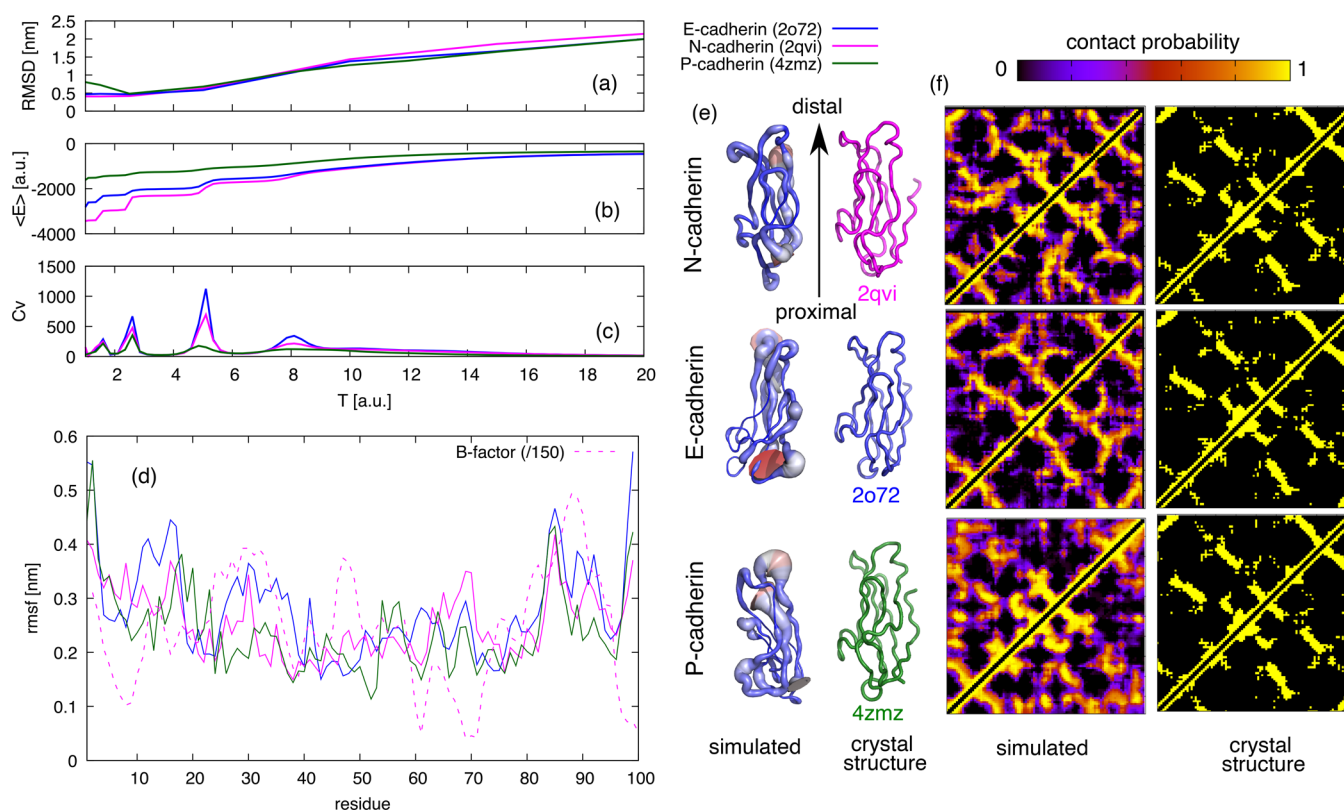 E-cadherin (2o72)
N-cadherin (2qvi)
P-cadherin (4zmz)
RMSD [nm]
2.5
2
1.5
1
0.5
0
(a)
<E> [a.u.]
0
-2000
-4000
(b)
Cv
1500
1000
500
0
(c)
2 4 6 8 10 12 14 16 18 20
T [a.u.]
rmsf [nm]
0.6
0.5
0.4
0.3
0.2
0.1
0
(d)
B-factor (/150)
10 20 30 40 50 60 70 80 90 100
residue
(e)
distal
proximal
N-cadherin
2qvi
E-cadherin
2o72
P-cadherin
4zmz
simulated
crystal
structure
contact probability
0 1
(f)
simulated
crystal
structure